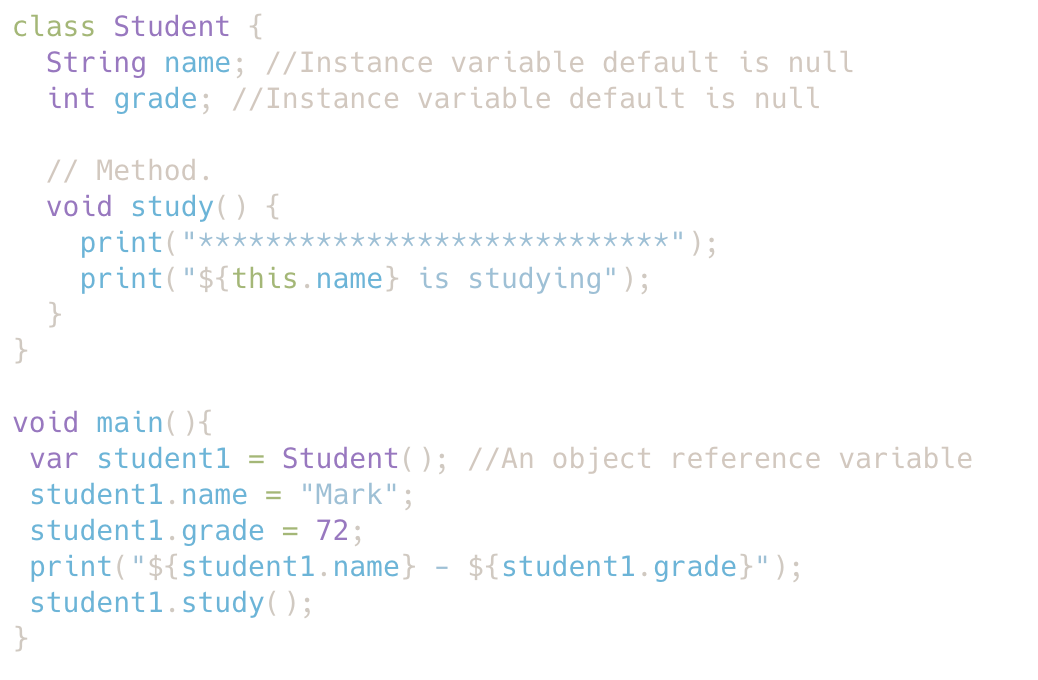 class Student {
  String name; //Instance variable default is null
  int grade; //Instance variable default is null

  // Method.
  void study() {
    print("****************************");
    print("${this.name} is studying");
  }
}

void main(){
 var student1 = Student(); //An object reference variable
 student1.name = "Mark";
 student1.grade = 72;
 print("${student1.name} - ${student1.grade}");
 student1.study();
}